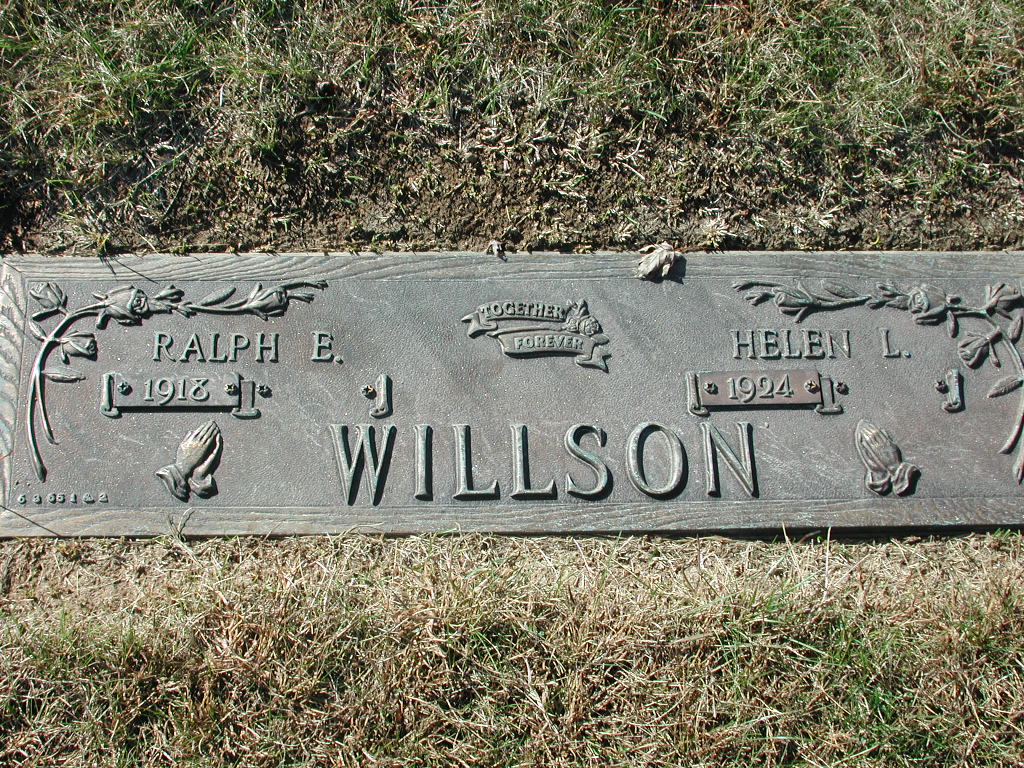 TOGETHER
FOREVER
RALPH E.
HELEN L.
1918
1924
WILLSON